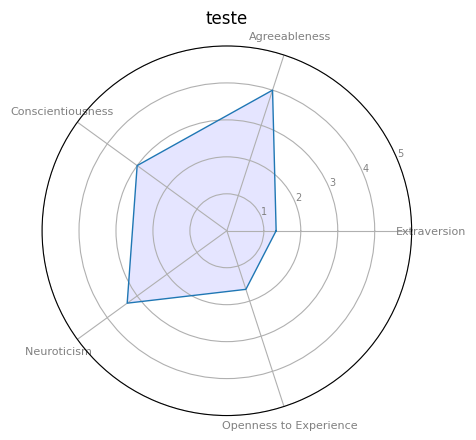 teste
Agreeableness
Conscientiousness
5
4
3
2
1
Extraversion
Neuroticism
Openness to Experience